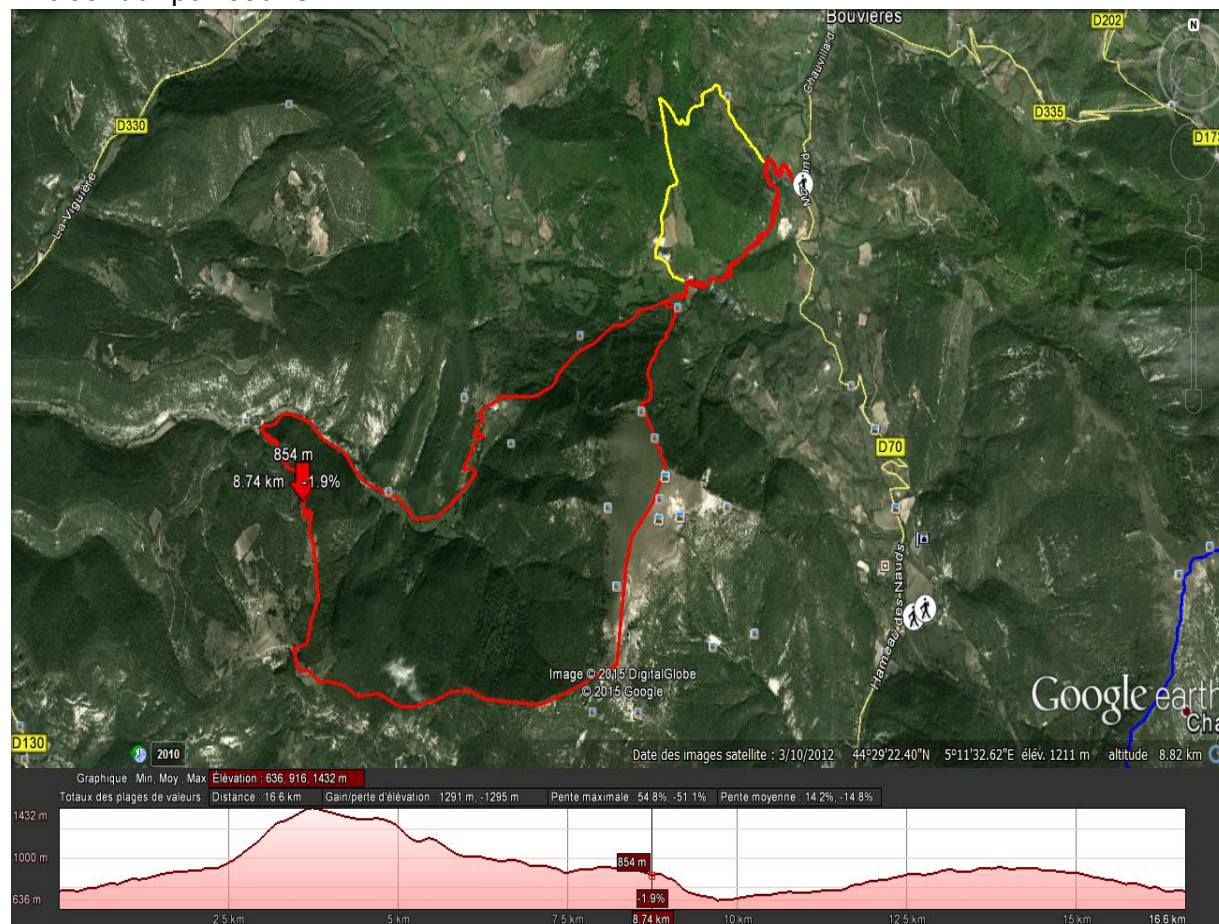 Bouvières
D202
N
Chauvilla d
D330
D335
D173
La Viguière
854 m
8.74 km -1.9%
D70
Hameau des Nauds
Image © 2015 DigitalGlobe
© 2015 Google
Google earth
Cha
D130
2010
Date des images satellite : 3/10/2012 44°29'22.40"N 5°11'32.62"E élév. 1211 m altitude 8.82 km
Graphique : Min, Moy., Max Élévation : 636, 916, 1432 m
Totaux des plages de valeurs : Distance : 16.6 km Gain/perte d'élévation : 1291 m, -1295 m Pente maximale : 54.8%, -51.1% Pente moyenne : 14.2%, -14.8%
1432 m
1000 m
854 m
636 m
-1.9%
2.5 km 5 km 7.5 km 8.74 km 10 km 12.5 km 15 km 16.6 km